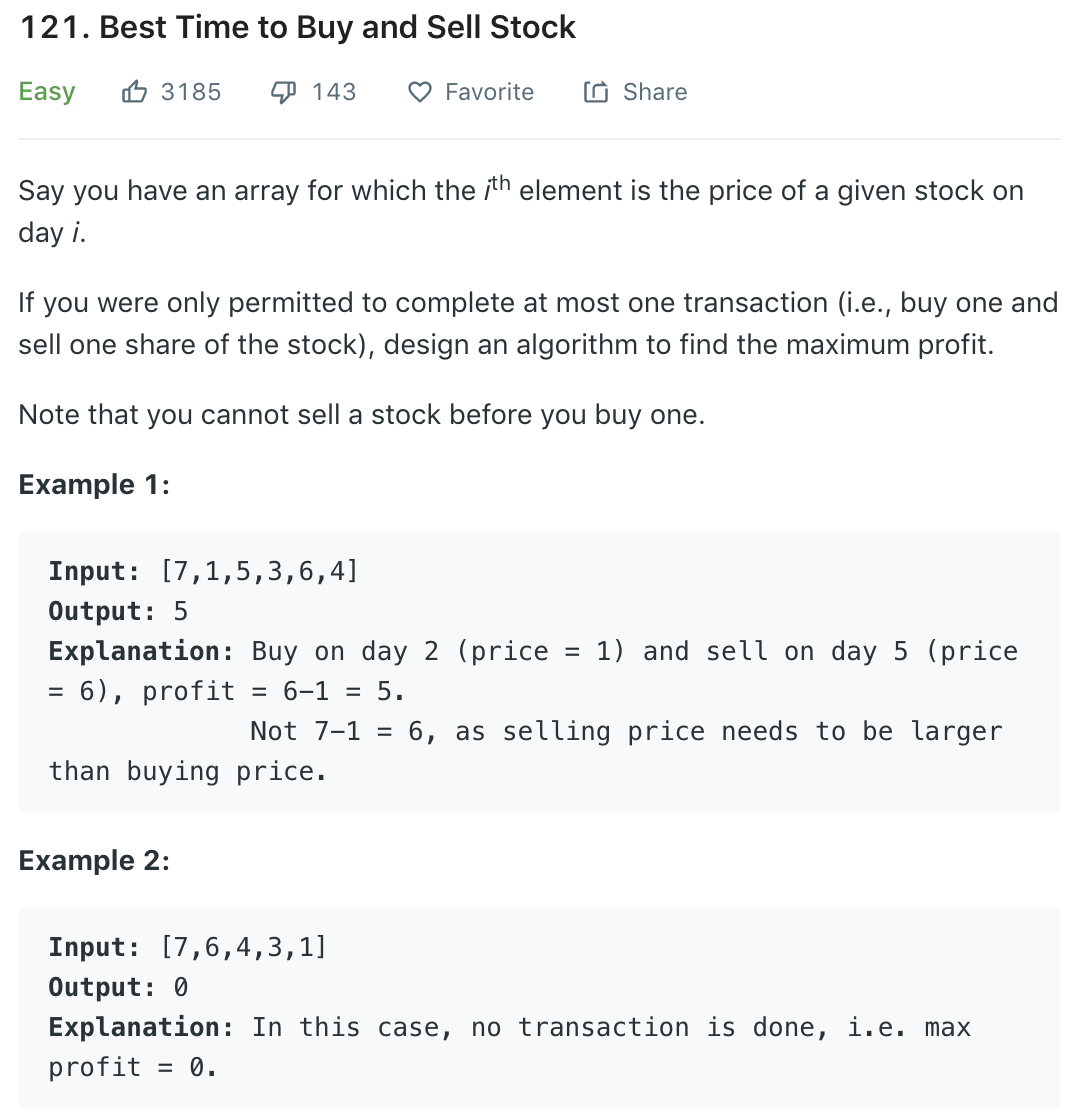 121. Best Time to Buy and Sell Stock
Easy 3185 143 Favorite Share
Say you have an array for which the ith element is the price of a given stock on
day i.
If you were only permitted to complete at most one transaction (i.e., buy one and
sell one share of the stock), design an algorithm to find the maximum profit.
Note that you cannot sell a stock before you buy one.
Example 1:
Input: [7,1,5,3,6,4]
Output: 5
Explanation: Buy on day 2 (price = 1) and sell on day 5 (price
= 6), profit = 6-1 = 5.
Not 7-1 = 6, as selling price needs to be larger
than buying price.
Example 2:
Input: [7,6,4,3,1]
Output: 0
Explanation: In this case, no transaction is done, i.e. max
profit = 0.